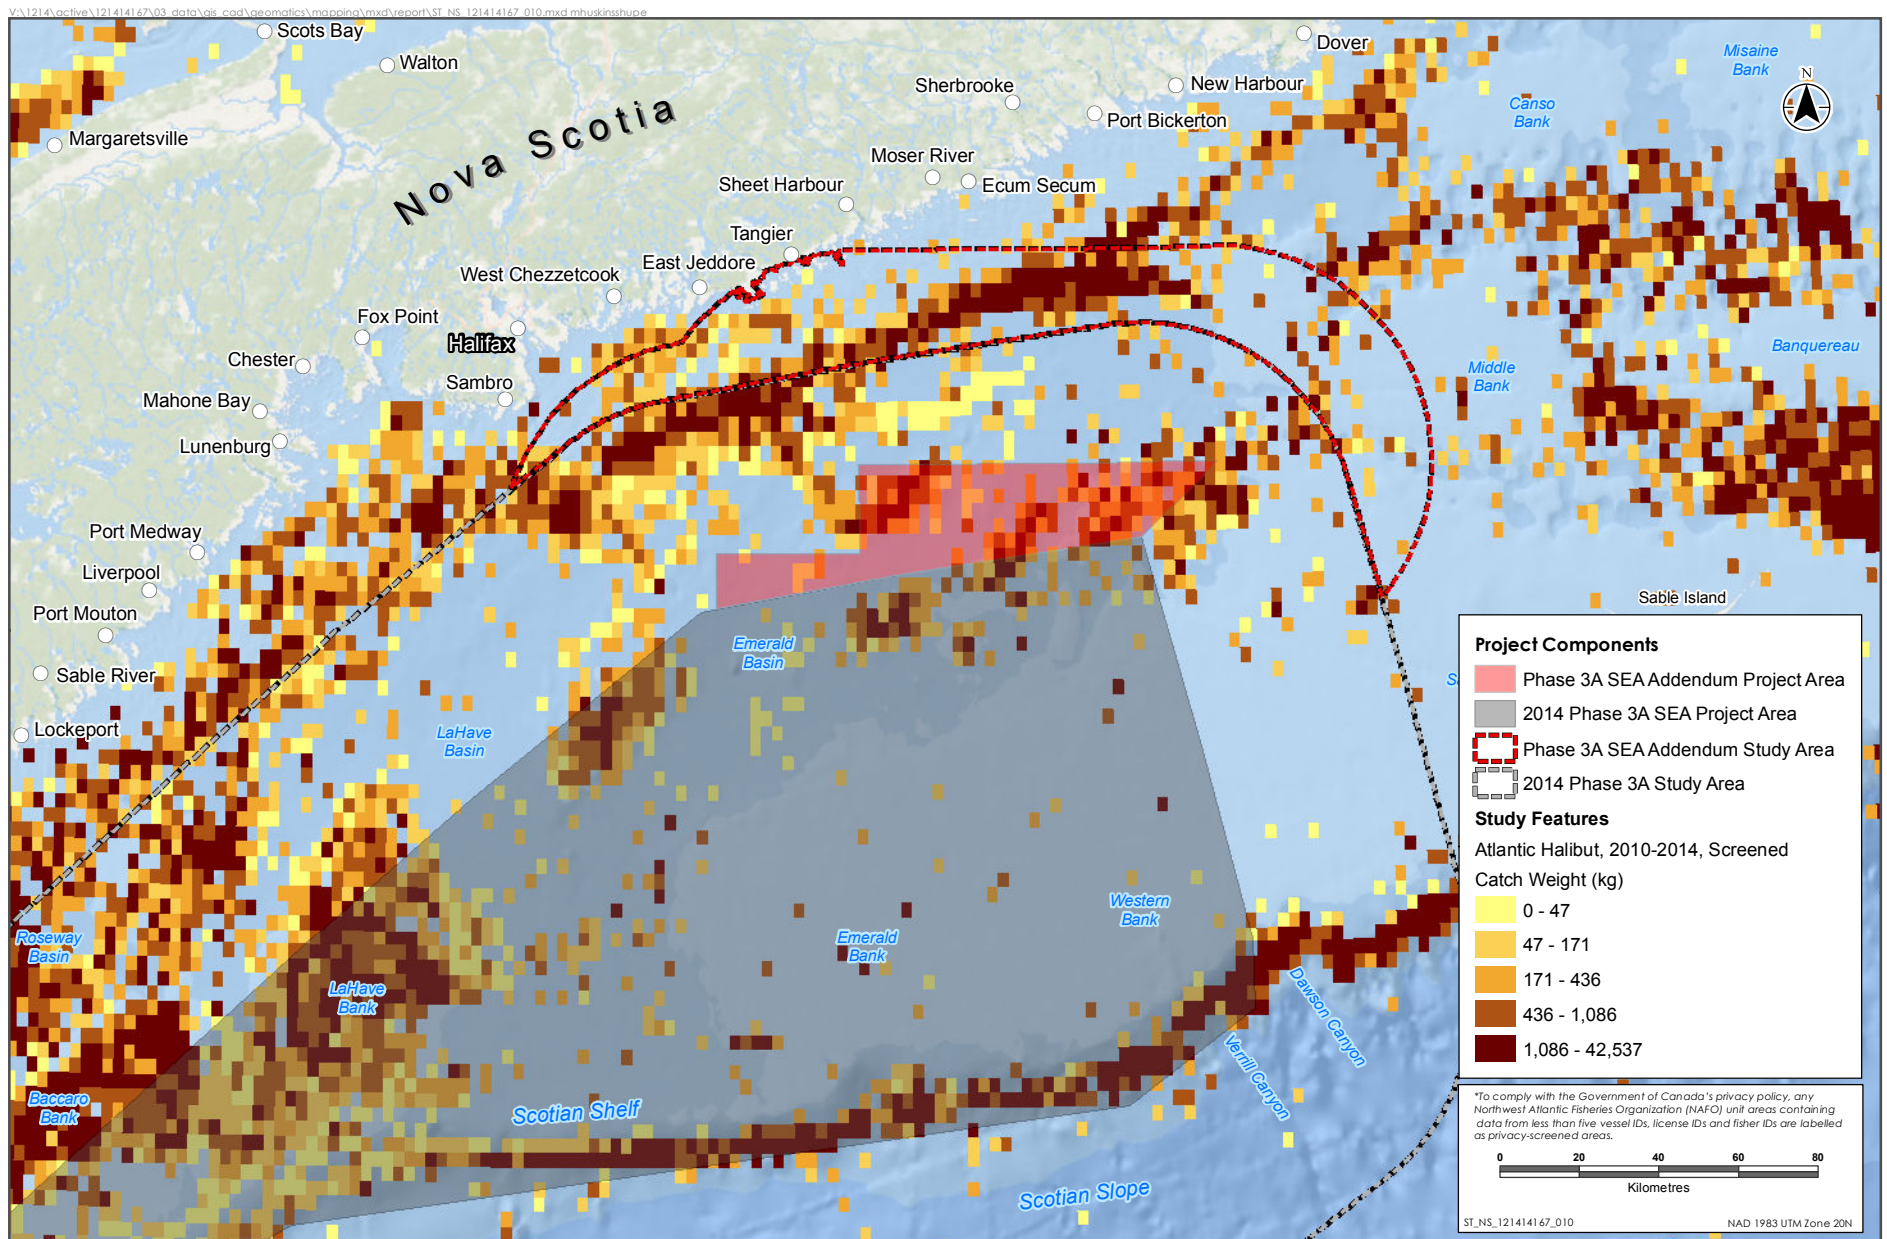 V:\1214\active\121414167\03_data\gis_cad\geomatics\mapping\mxd\report\ST_NS_121414167_010.mxd mhuskinsshupe
Scots Bay
Walton
Margaretsville
Nova Scotia
Dover
Sherbrooke
New Harbour
Port Bickerton
Misaine
Bank
N
Canso
Bank
Moser River
Ecum Secum
Sheet Harbour
Tangier
East Jeddore
West Chezzetcook
Fox Point
Halifax
Chester
Sambro
Mahone Bay
Lunenburg
Middle
Bank
Banquereau
Port Medway
Liverpool
Port Mouton
Sable River
Lockeport
Sable Island
Emerald
Basin
LaHave
Basin
Roseway
Basin
LaHave
Bank
Emerald
Bank
Western
Bank
Baccaro
Bank
Scotian Shelf
Dawson Canyon
Verrill Canyon
Scotian Slope
S
Project Components
Phase 3A SEA Addendum Project Area
2014 Phase 3A SEA Project Area
Phase 3A SEA Addendum Study Area
2014 Phase 3A Study Area
Study Features
Atlantic Halibut, 2010-2014, Screened
Catch Weight (kg)
0 - 47
47 - 171
171 - 436
436 - 1,086
1,086 - 42,537
*To comply with the Government of Canada's privacy policy, any
Northwest Atlantic Fisheries Organization (NAFO) unit areas containing
data from less than five vessel IDs, license IDs and fisher IDs are labelled
as privacy-screened areas.
0 20 40 60 80
Kilometres
ST_NS_121414167_010 NAD 1983 UTM Zone 20N